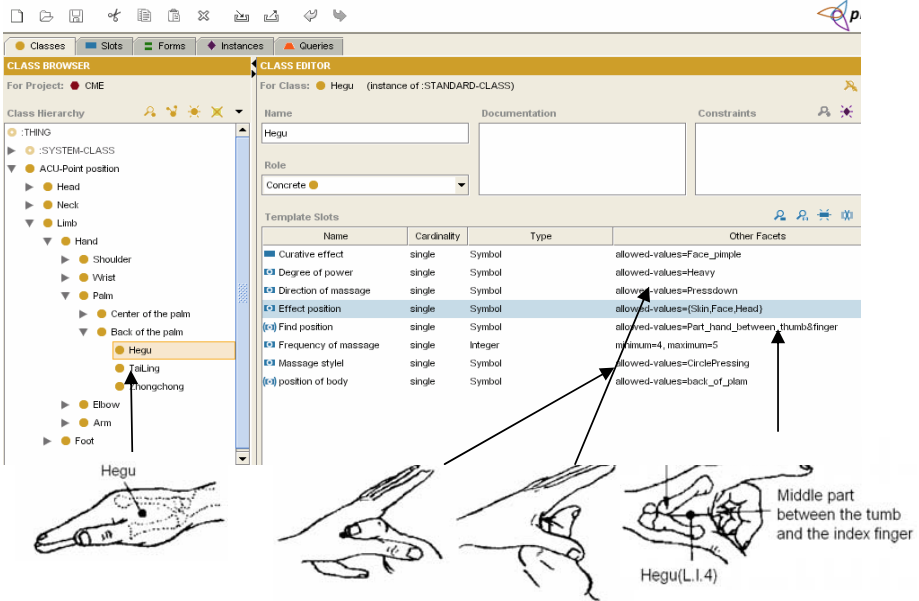 Classes Slots Forms Instances Queries
CLASS BROWSER
For Project: CME
Class Hierarchy
:THING
:SYSTEM-CLASS
ACU-Point position
Head
Neck
Limb
Hand
Shoulder
Wrist
Palm
Center of the palm
Back of the palm
Hegu
TaiLing
Zhongchong
Elbow
Arm
Foot
CLASS EDITOR
For Class: Hegu (instance of :STANDARD-CLASS)
Name Documentation Constraints
Hegu
Role
Concrete
Template Slots
Name Cardinality Type Other Facets
Curative effect single Symbol allowed-values=Face_pimple
Degree of power single Symbol allowed-values=Heavy
Direction of massage single Symbol allowed-values=Pressdown
Effect position single Symbol allowed-values={Skin,Face,Head}
Find position single Symbol allowed-values=Part_hand_between_thumb&finger
Frequency of massage single Integer minimum=4, maximum=5
Massage stylel single Symbol allowed-values=CirclePressing
position of body single Symbol allowed-values=back_of_plam
Hegu
Middle part
between the tumb
and the index finger
Hegu(L.I.4)